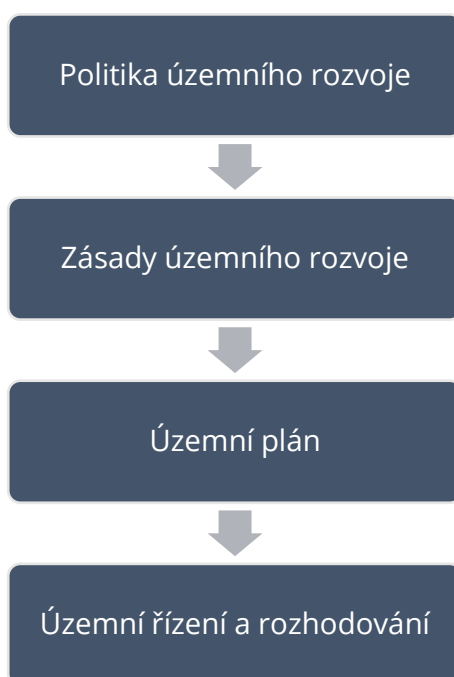 Politika územního rozvoje
Zásady územního rozvoje
Územní plán
Územní řízení a rozhodování